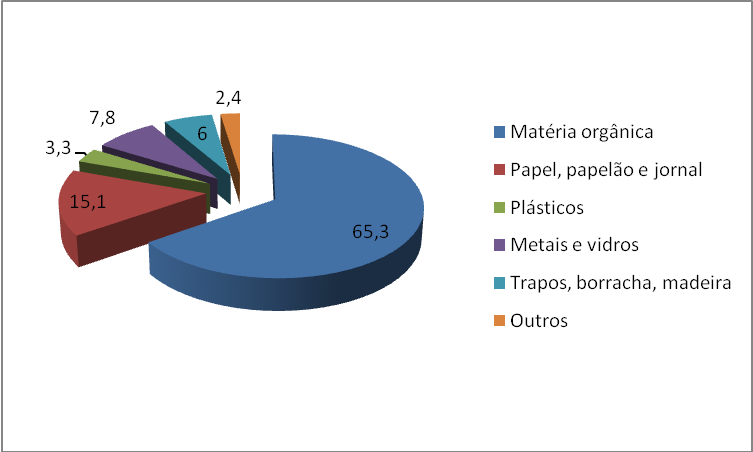 2,4
7,8
6
3,3
15,1
65,3
Matéria orgânica
Papel, papelão e jornal
Plásticos
Metais e vidros
Trapos, borracha, madeira
Outros